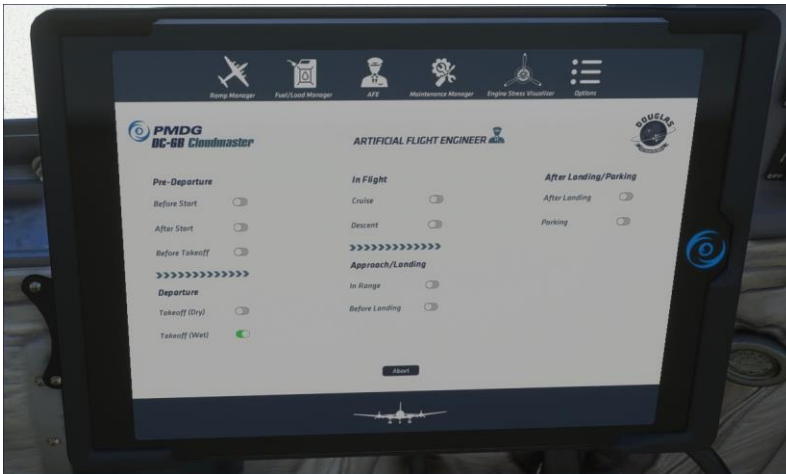 Ramp Manager
Fuel/Load Manager
AFE
Maintenance Manager
Engine Stress Visualizer
Options
PMDG
DC-6B Cloudmaster
ARTIFICIAL FLIGHT ENGINEER
DOUGLAS
Pre-Departure
Before Start
After Start
Before Takeoff
>>>>>>>>>>>>>
Departure
Takeoff (Dry)
Takeoff (Wet)
In Flight
Cruise
Descent
>>>>>>>>>>>>>
Approach/Landing
In Range
Before Landing
After Landing/Parking
After Landing
Parking
Abort
OFF